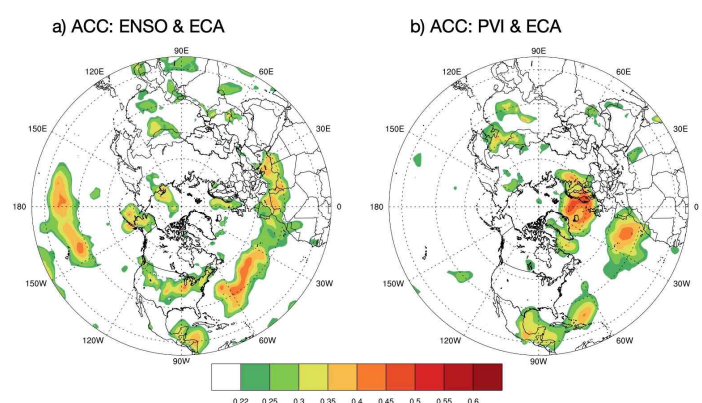 a) ACC: ENSO & ECA
b) ACC: PVI & ECA
90E
120E
60E
150E
30E
180
0
150W
30W
120W
60W
90W
90E
120E
60E
150E
30E
180
0
150W
30W
120W
60W
90W
0.22 0.25 0.3 0.35 0.4 0.45 0.5 0.55 0.6